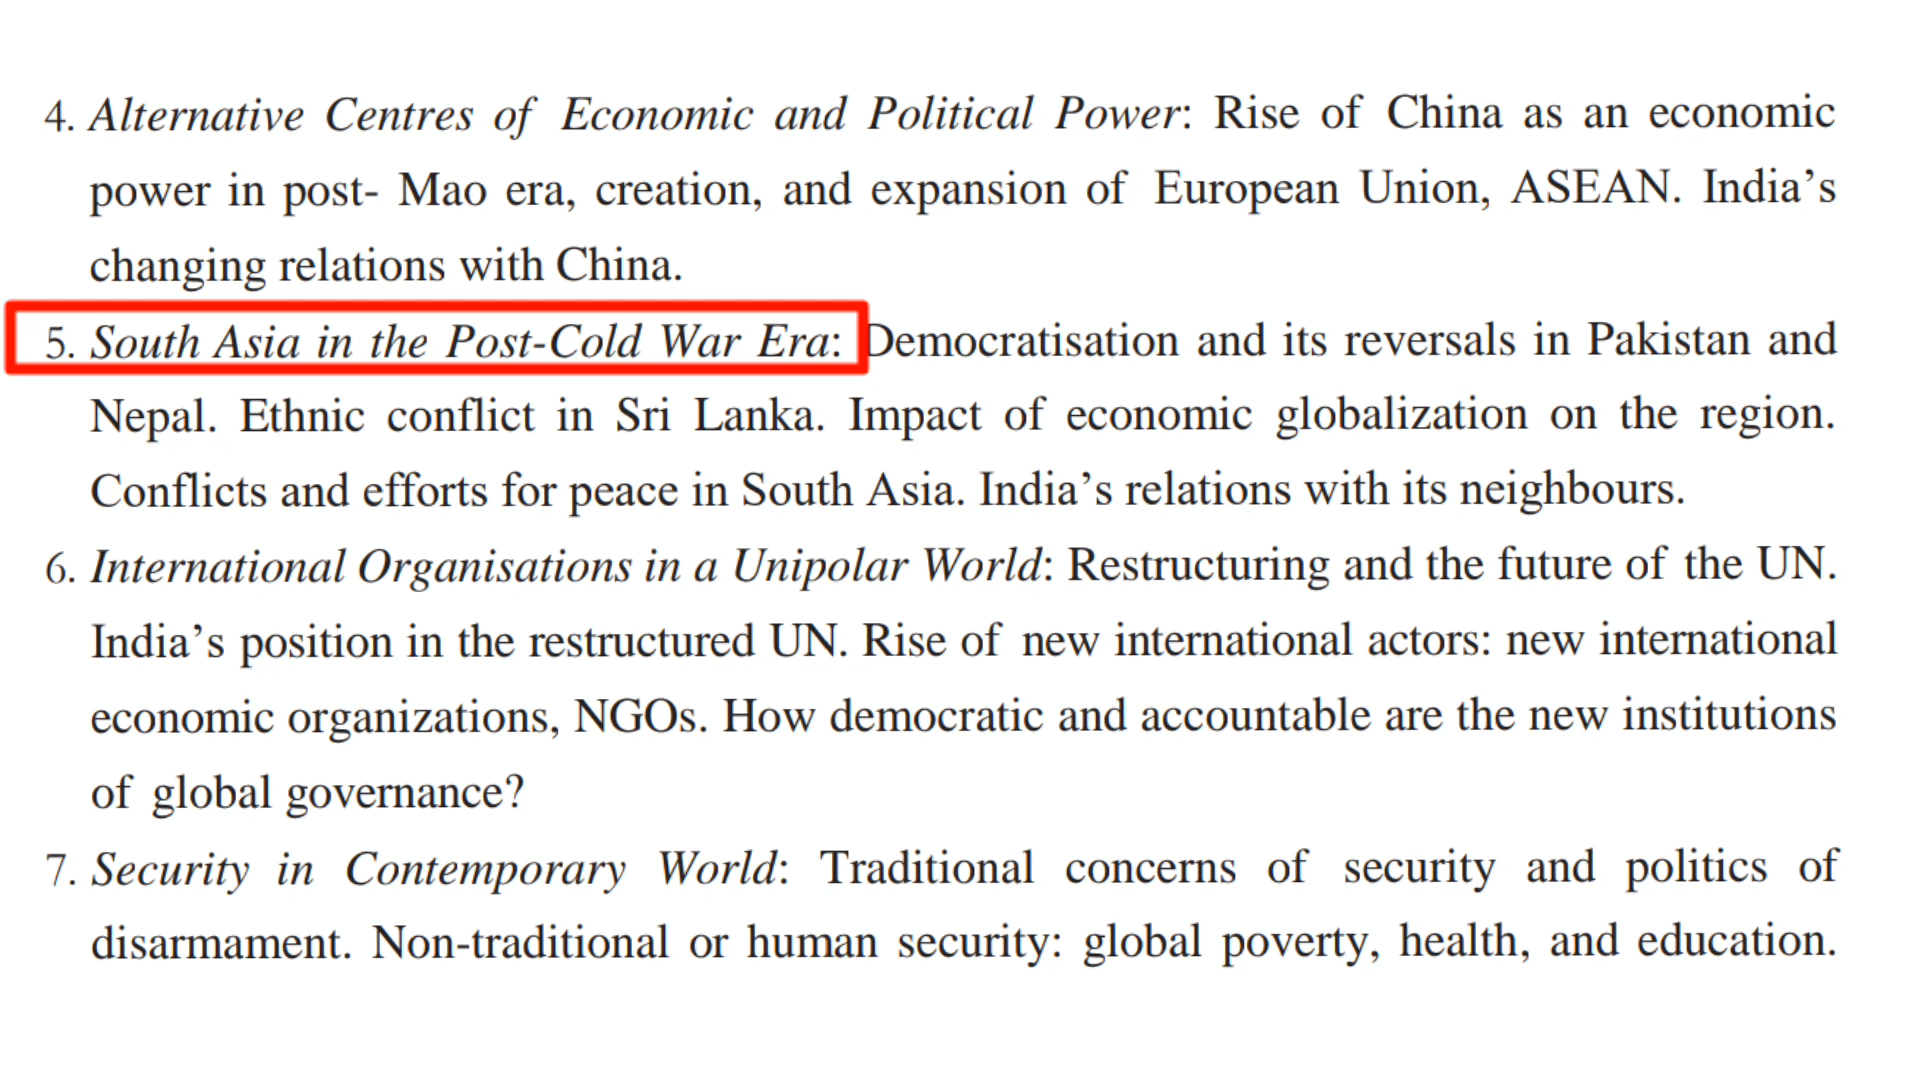 4. Alternative Centres of Economic and Political Power: Rise of China as an economic
power in post- Mao era, creation, and expansion of European Union, ASEAN. India’s
changing relations with China.
5. South Asia in the Post-Cold War Era: Democratisation and its reversals in Pakistan and
Nepal. Ethnic conflict in Sri Lanka. Impact of economic globalization on the region.
Conflicts and efforts for peace in South Asia. India’s relations with its neighbours.
6. International Organisations in a Unipolar World: Restructuring and the future of the UN.
India’s position in the restructured UN. Rise of new international actors: new international
economic organizations, NGOs. How democratic and accountable are the new institutions
of global governance?
7. Security in Contemporary World: Traditional concerns of security and politics of
disarmament. Non-traditional or human security: global poverty, health, and education.